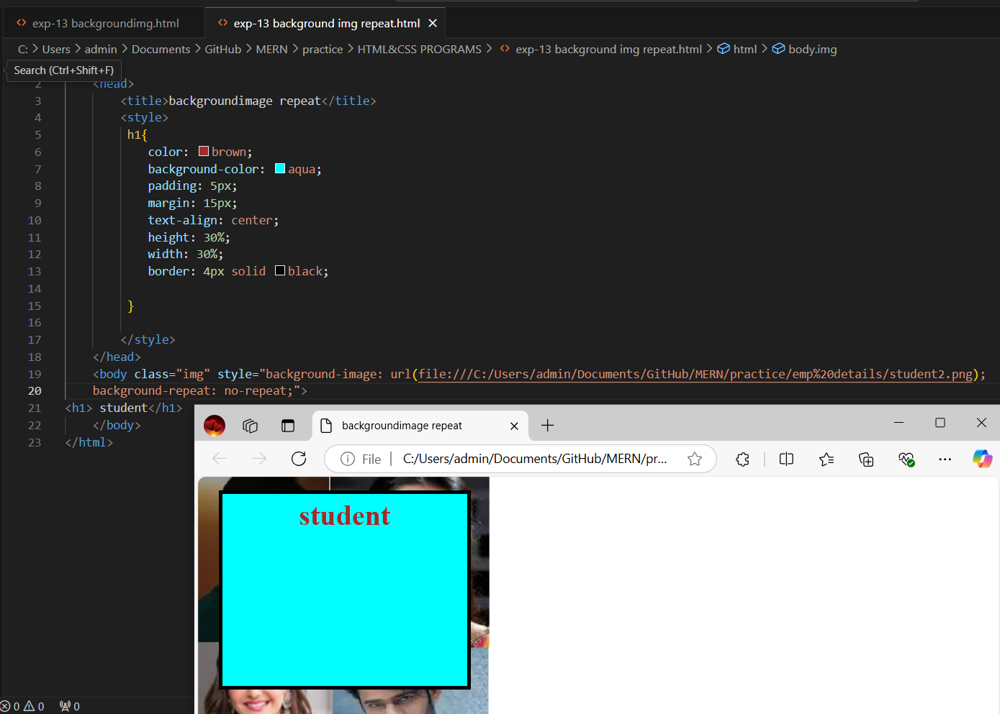 exp-13 backgroundimg.html
exp-13 background img repeat.html
C: > Users > admin > Documents > GitHub > MERN > practice > HTML&CSS PROGRAMS > exp-13 background img repeat.html > html > body.img
Search (Ctrl+Shift+F)
2 <head>
3 <title>backgroundimage repeat</title>
4 <style>
5 h1{
6 color: brown;
7 background-color: aqua;
8 padding: 5px;
9 margin: 15px;
10 text-align: center;
11 height: 30%;
12 width: 30%;
13 border: 4px solid black;
14
15 }
16
17 </style>
18 </head>
19 <body class="img" style="background-image: url(file:///C:/Users/admin/Documents/GitHub/MERN/practice/emp%20details/student2.png);
20 background-repeat: no-repeat;">
21 <h1> student</h1>
22 </body>
23 </html>
backgroundimage repeat
File C:/Users/admin/Documents/GitHub/MERN/pr...
student
0 0 0